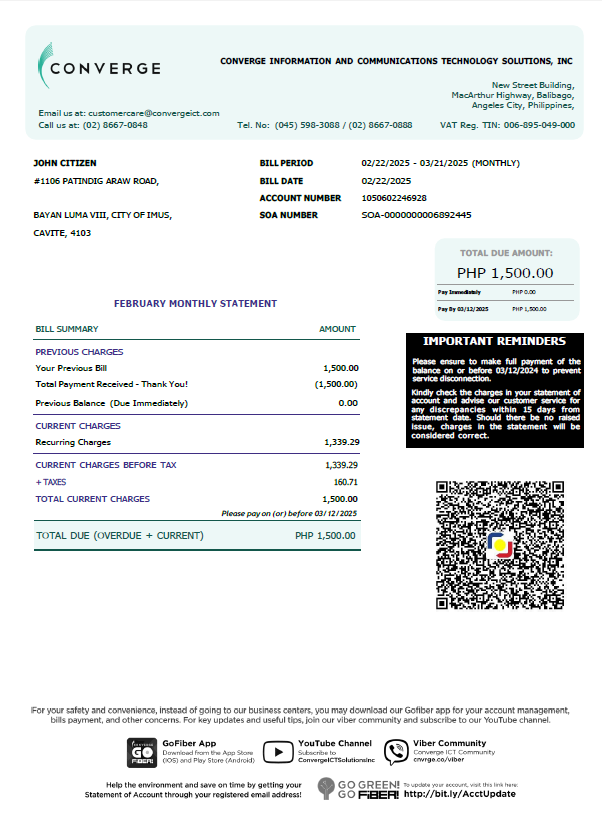 CONVERGE
CONVERGE INFORMATION AND COMMUNICATIONS TECHNOLOGY SOLUTIONS, INC
New Street Building,
MacArthur Highway, Balibago,
Angeles City, Philippines,
Email us at: customercare@convergeict.com
Call us at: (02) 8667-0848
Tel. No: (045) 598-3088 / (02) 8667-0888
VAT Reg. TIN: 006-895-049-000
JOHN CITIZEN
#1106 PATINDIG ARAW ROAD,
BAYAN LUMA VIII, CITY OF IMUS,
CAVITE, 4103
BILL PERIOD 02/22/2025 - 03/21/2025 (MONTHLY)
BILL DATE 02/22/2025
ACCOUNT NUMBER 1050602246928
SOA NUMBER SOA-0000000006892445
TOTAL DUE AMOUNT:
PHP 1,500.00
Pay Immediately PHP 0.00
Pay By 03/12/2025 PHP 1,500.00
FEBRUARY MONTHLY STATEMENT
BILL SUMMARY AMOUNT
PREVIOUS CHARGES
Your Previous Bill 1,500.00
Total Payment Received - Thank You! (1,500.00)
Previous Balance (Due Immediately) 0.00
CURRENT CHARGES
Recurring Charges 1,339.29
CURRENT CHARGES BEFORE TAX 1,339.29
+ TAXES 160.71
TOTAL CURRENT CHARGES 1,500.00
Please pay on (or) before 03/12/2025
TOTAL DUE (OVERDUE + CURRENT) PHP 1,500.00
IMPORTANT REMINDERS
Please ensure to make full payment of the
balance on or before 03/12/2024 to prevent
service disconnection.
Kindly check the charges in your statement of
account and advise our customer service for
any discrepancies within 15 days from
statement date. Should there be no raised
issue, charges in the statement will be
considered correct.
For your safety and convenience, instead of going to our business centers, you may download our Gofiber app for your account management,
bills payment, and other concerns. For key updates and useful tips, join our viber community and subscribe to our YouTube channel.
CONVERGE
GO
FIBER!
GoFiber App
Download from the App Store
(iOS) and Play Store (Android)
YouTube Channel
Subscribe to
ConvergeICTSolutionsInc
Viber Community
Converge ICT Community
cnvrge.co/viber
Help the environment and save on time by getting your
Statement of Account through your registered email address!
GO GREEN!
GO FIBER!
To update your account, visit this link here:
http://bit.ly/AcctUpdate